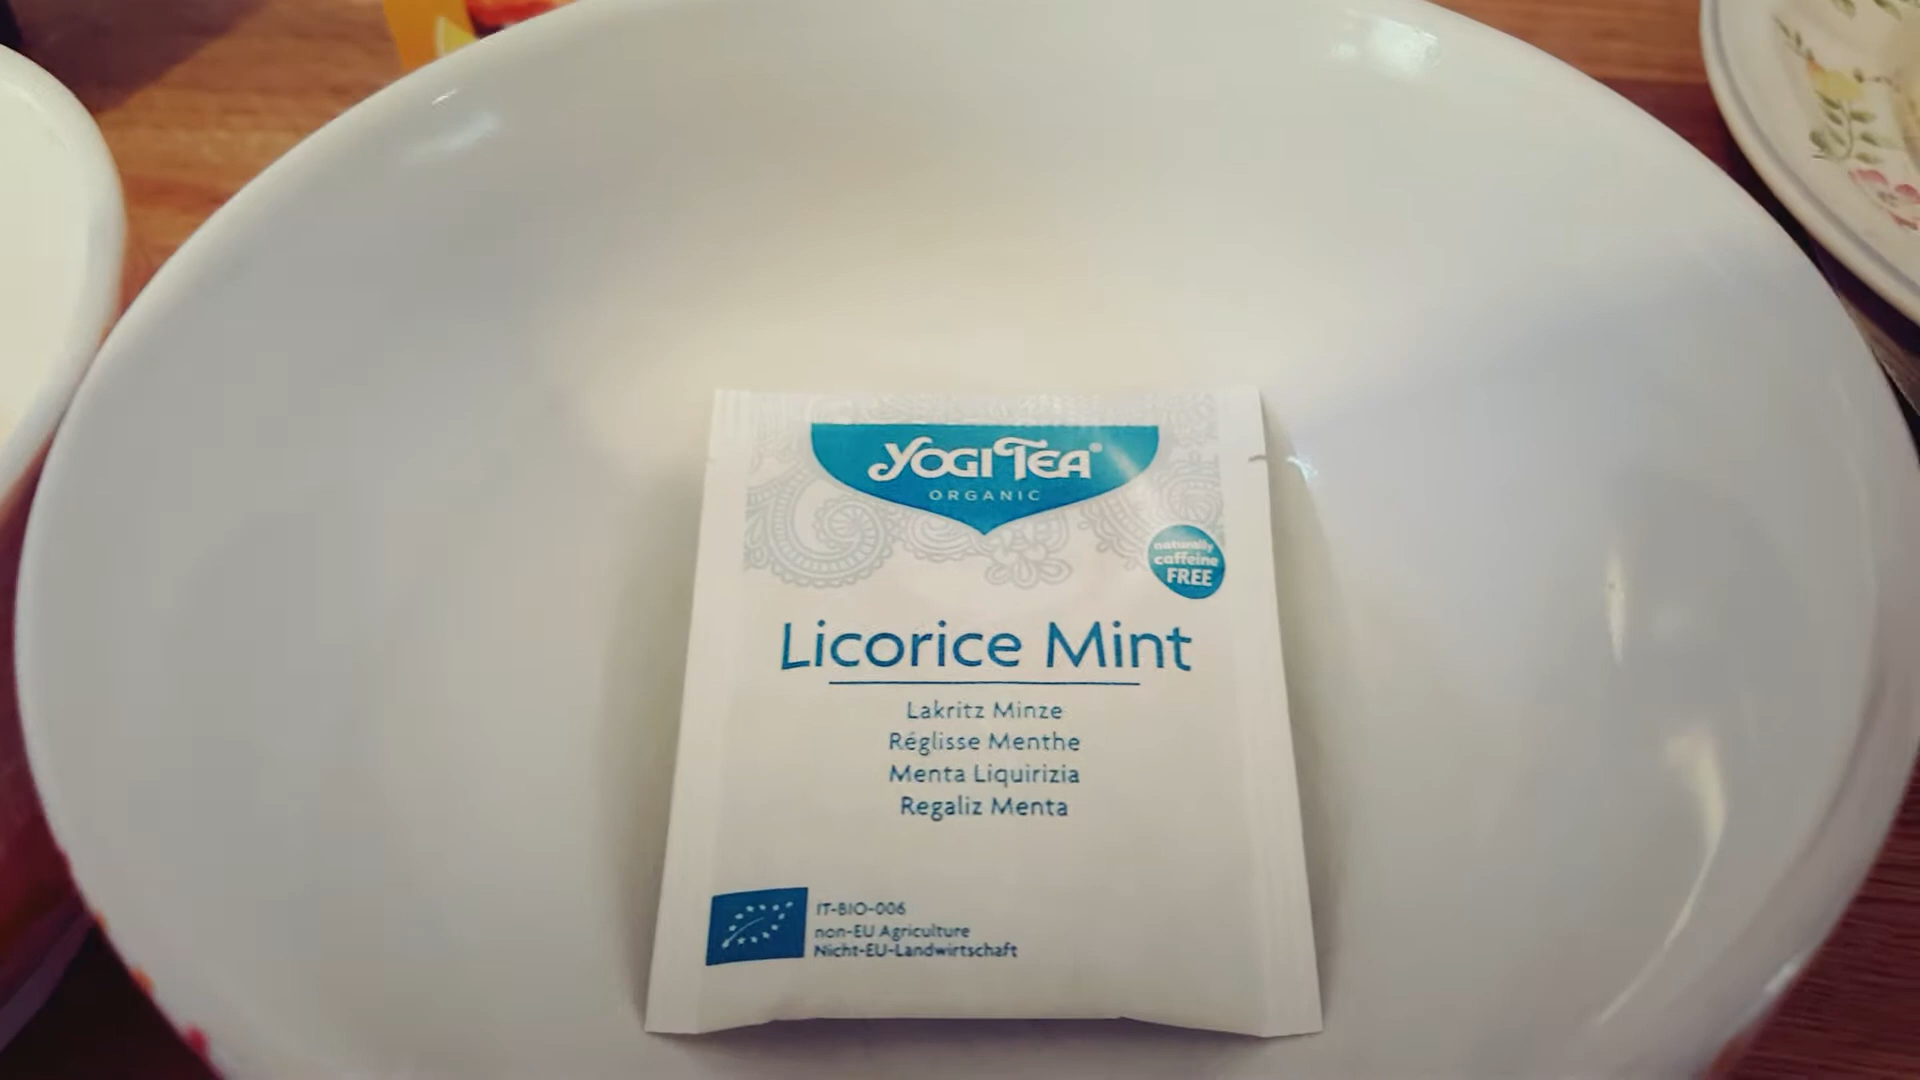 YOGI TEA®
ORGANIC
naturally
caffeine
FREE
Licorice Mint
Lakritz Minze
Réglisse Menthe
Menta Liquirizia
Regaliz Menta
IT-BIO-006
non-EU Agriculture
Nicht-EU-Landwirtschaft